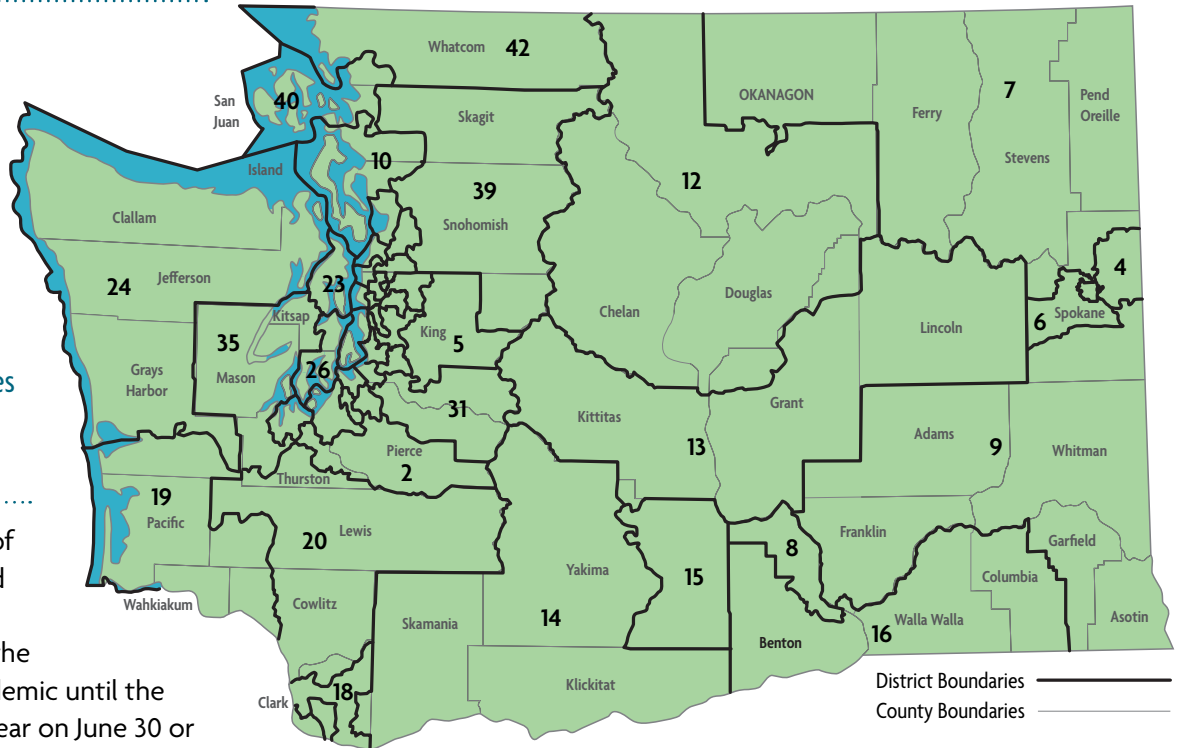 Whatcom 42
OKANAGON
7
Pend
Oreille
San
Juan
40
Skagit
Ferry
Stevens
Island
10
12
39
Snohomish
Clallam
24
Jefferson
23
Kitsap
Chelan
Douglas
4
Spokane
6
35
Mason
King
5
Lincoln
Grays
Harbor
26
es
31
Kittitas
Grant
13
Adams
9
Whitman
Pierce
2
Thurston
19
Pacific
20
Lewis
Franklin
of
d
8
Garfield
Yakima
15
Columbia
Wahkiakum
Cowlitz
Skamania
14
Benton
16
Walla Walla
Asotin
he
lemic until the
ear on June 30 or
Clark
18
Klickitat
District Boundaries
County Boundaries